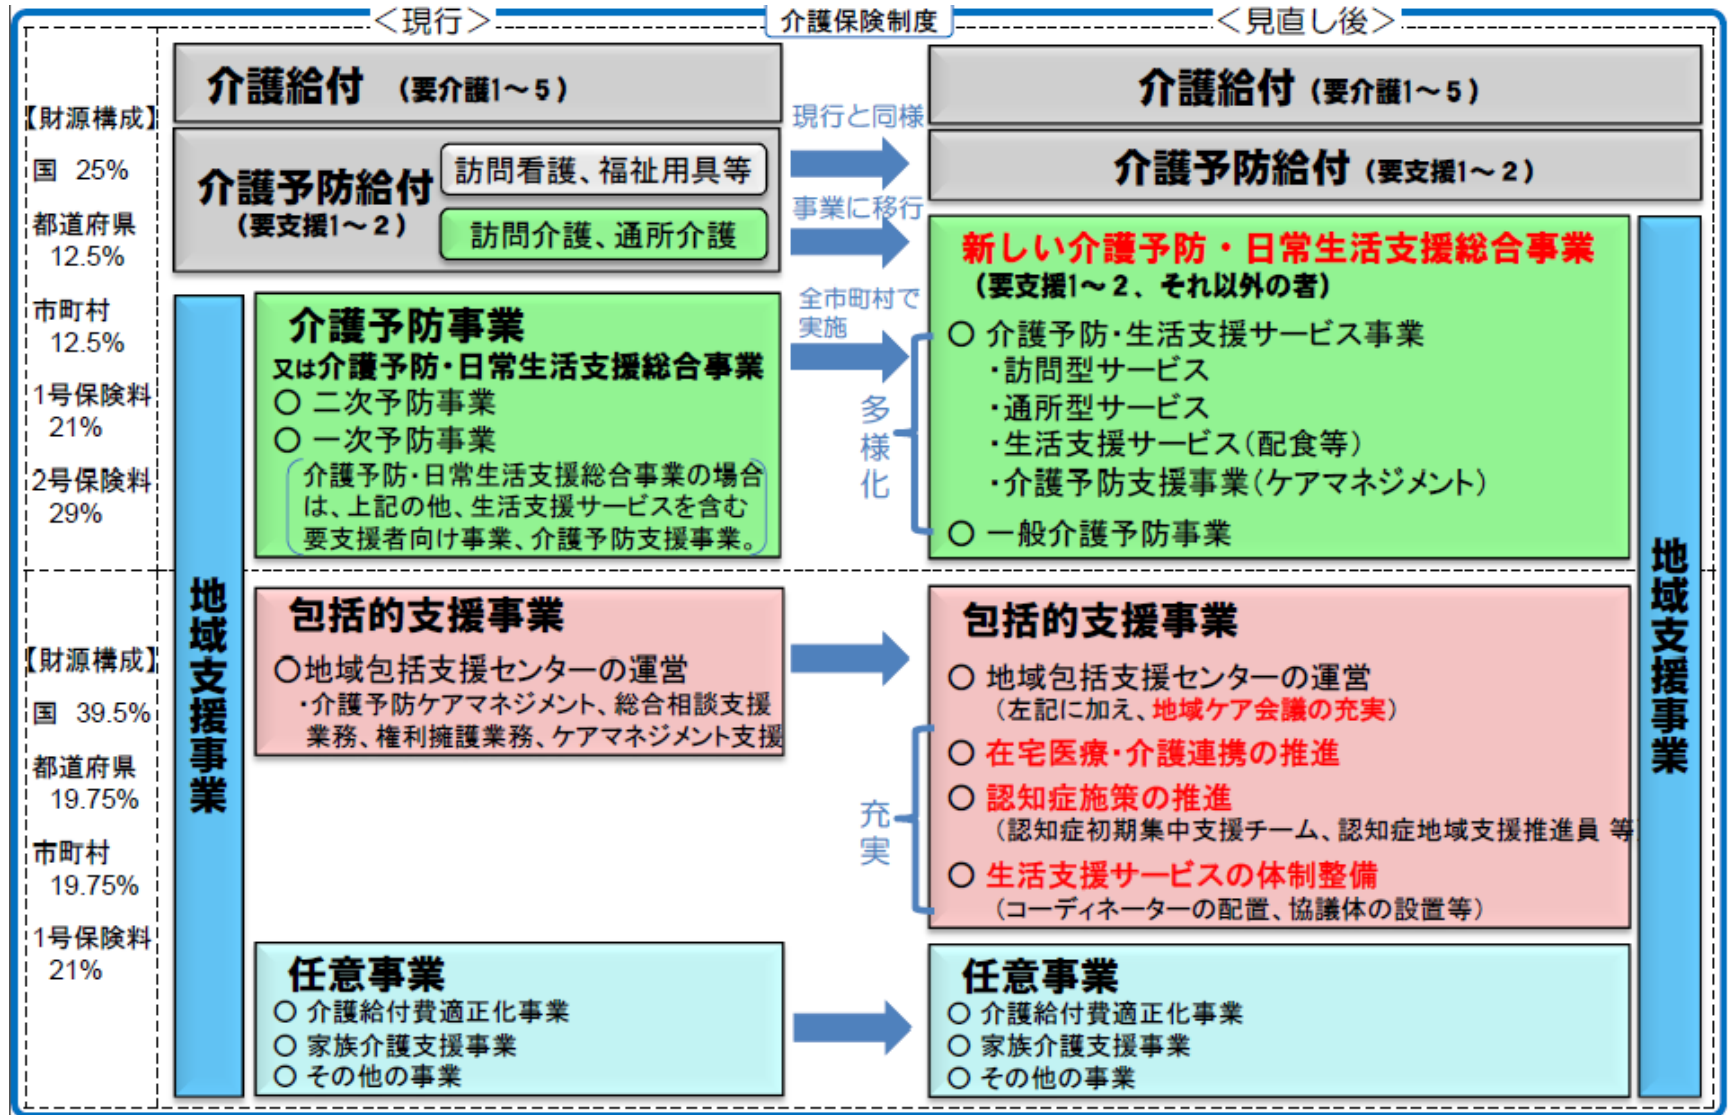 ＜現行＞
介護保険制度
＜見直し後＞
【財源構成】
国 25%
都道府県
12.5%
市町村
12.5%
1号保険料
21%
2号保険料
29%
【財源構成】
国 39.5%
都道府県
19.75%
市町村
19.75%
1号保険料
21%
介護給付 （要介護1～５）
介護予防給付
（要支援1～２）
訪問看護、福祉用具等
訪問介護、通所介護
地域支援事業
介護予防事業
又は介護予防・日常生活支援総合事業
○ 二次予防事業
○ 一次予防事業
介護予防・日常生活支援総合事業の場合
は、上記の他、生活支援サービスを含む
要支援者向け事業、介護予防支援事業。
包括的支援事業
○地域包括支援センターの運営
・介護予防ケアマネジメント、総合相談支援
業務、権利擁護業務、ケアマネジメント支援
任意事業
○ 介護給付費適正化事業
○ 家族介護支援事業
○ その他の事業
現行と同様
事業に移行
全市町村で
実施
多様化
充実
介護給付（要介護1～５）
介護予防給付（要支援1～２）
新しい介護予防・日常生活支援総合事業
（要支援1～２、それ以外の者）
○ 介護予防・生活支援サービス事業
・訪問型サービス
・通所型サービス
・生活支援サービス（配食等）
・介護予防支援事業（ケアマネジメント）
○ 一般介護予防事業
包括的支援事業
○ 地域包括支援センターの運営
（左記に加え、地域ケア会議の充実）
○ 在宅医療・介護連携の推進
○ 認知症施策の推進
（認知症初期集中支援チーム、認知症地域支援推進員 等）
○ 生活支援サービスの体制整備
（コーディネーターの配置、協議体の設置等）
任意事業
○ 介護給付費適正化事業
○ 家族介護支援事業
○ その他の事業
地域支援事業